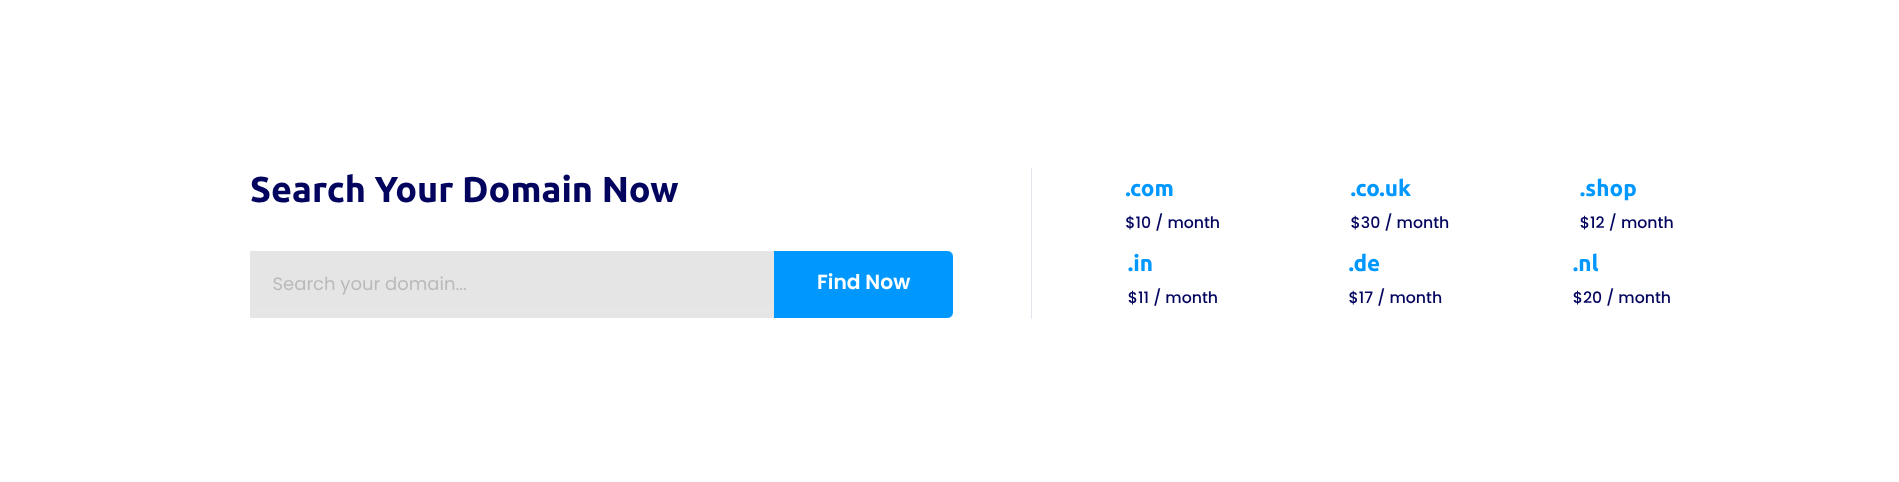 Search Your Domain Now
Search your domain...
Find Now
.com
$10 / month
.co.uk
$30 / month
.shop
$12 / month
.in
$11 / month
.de
$17 / month
.nl
$20 / month